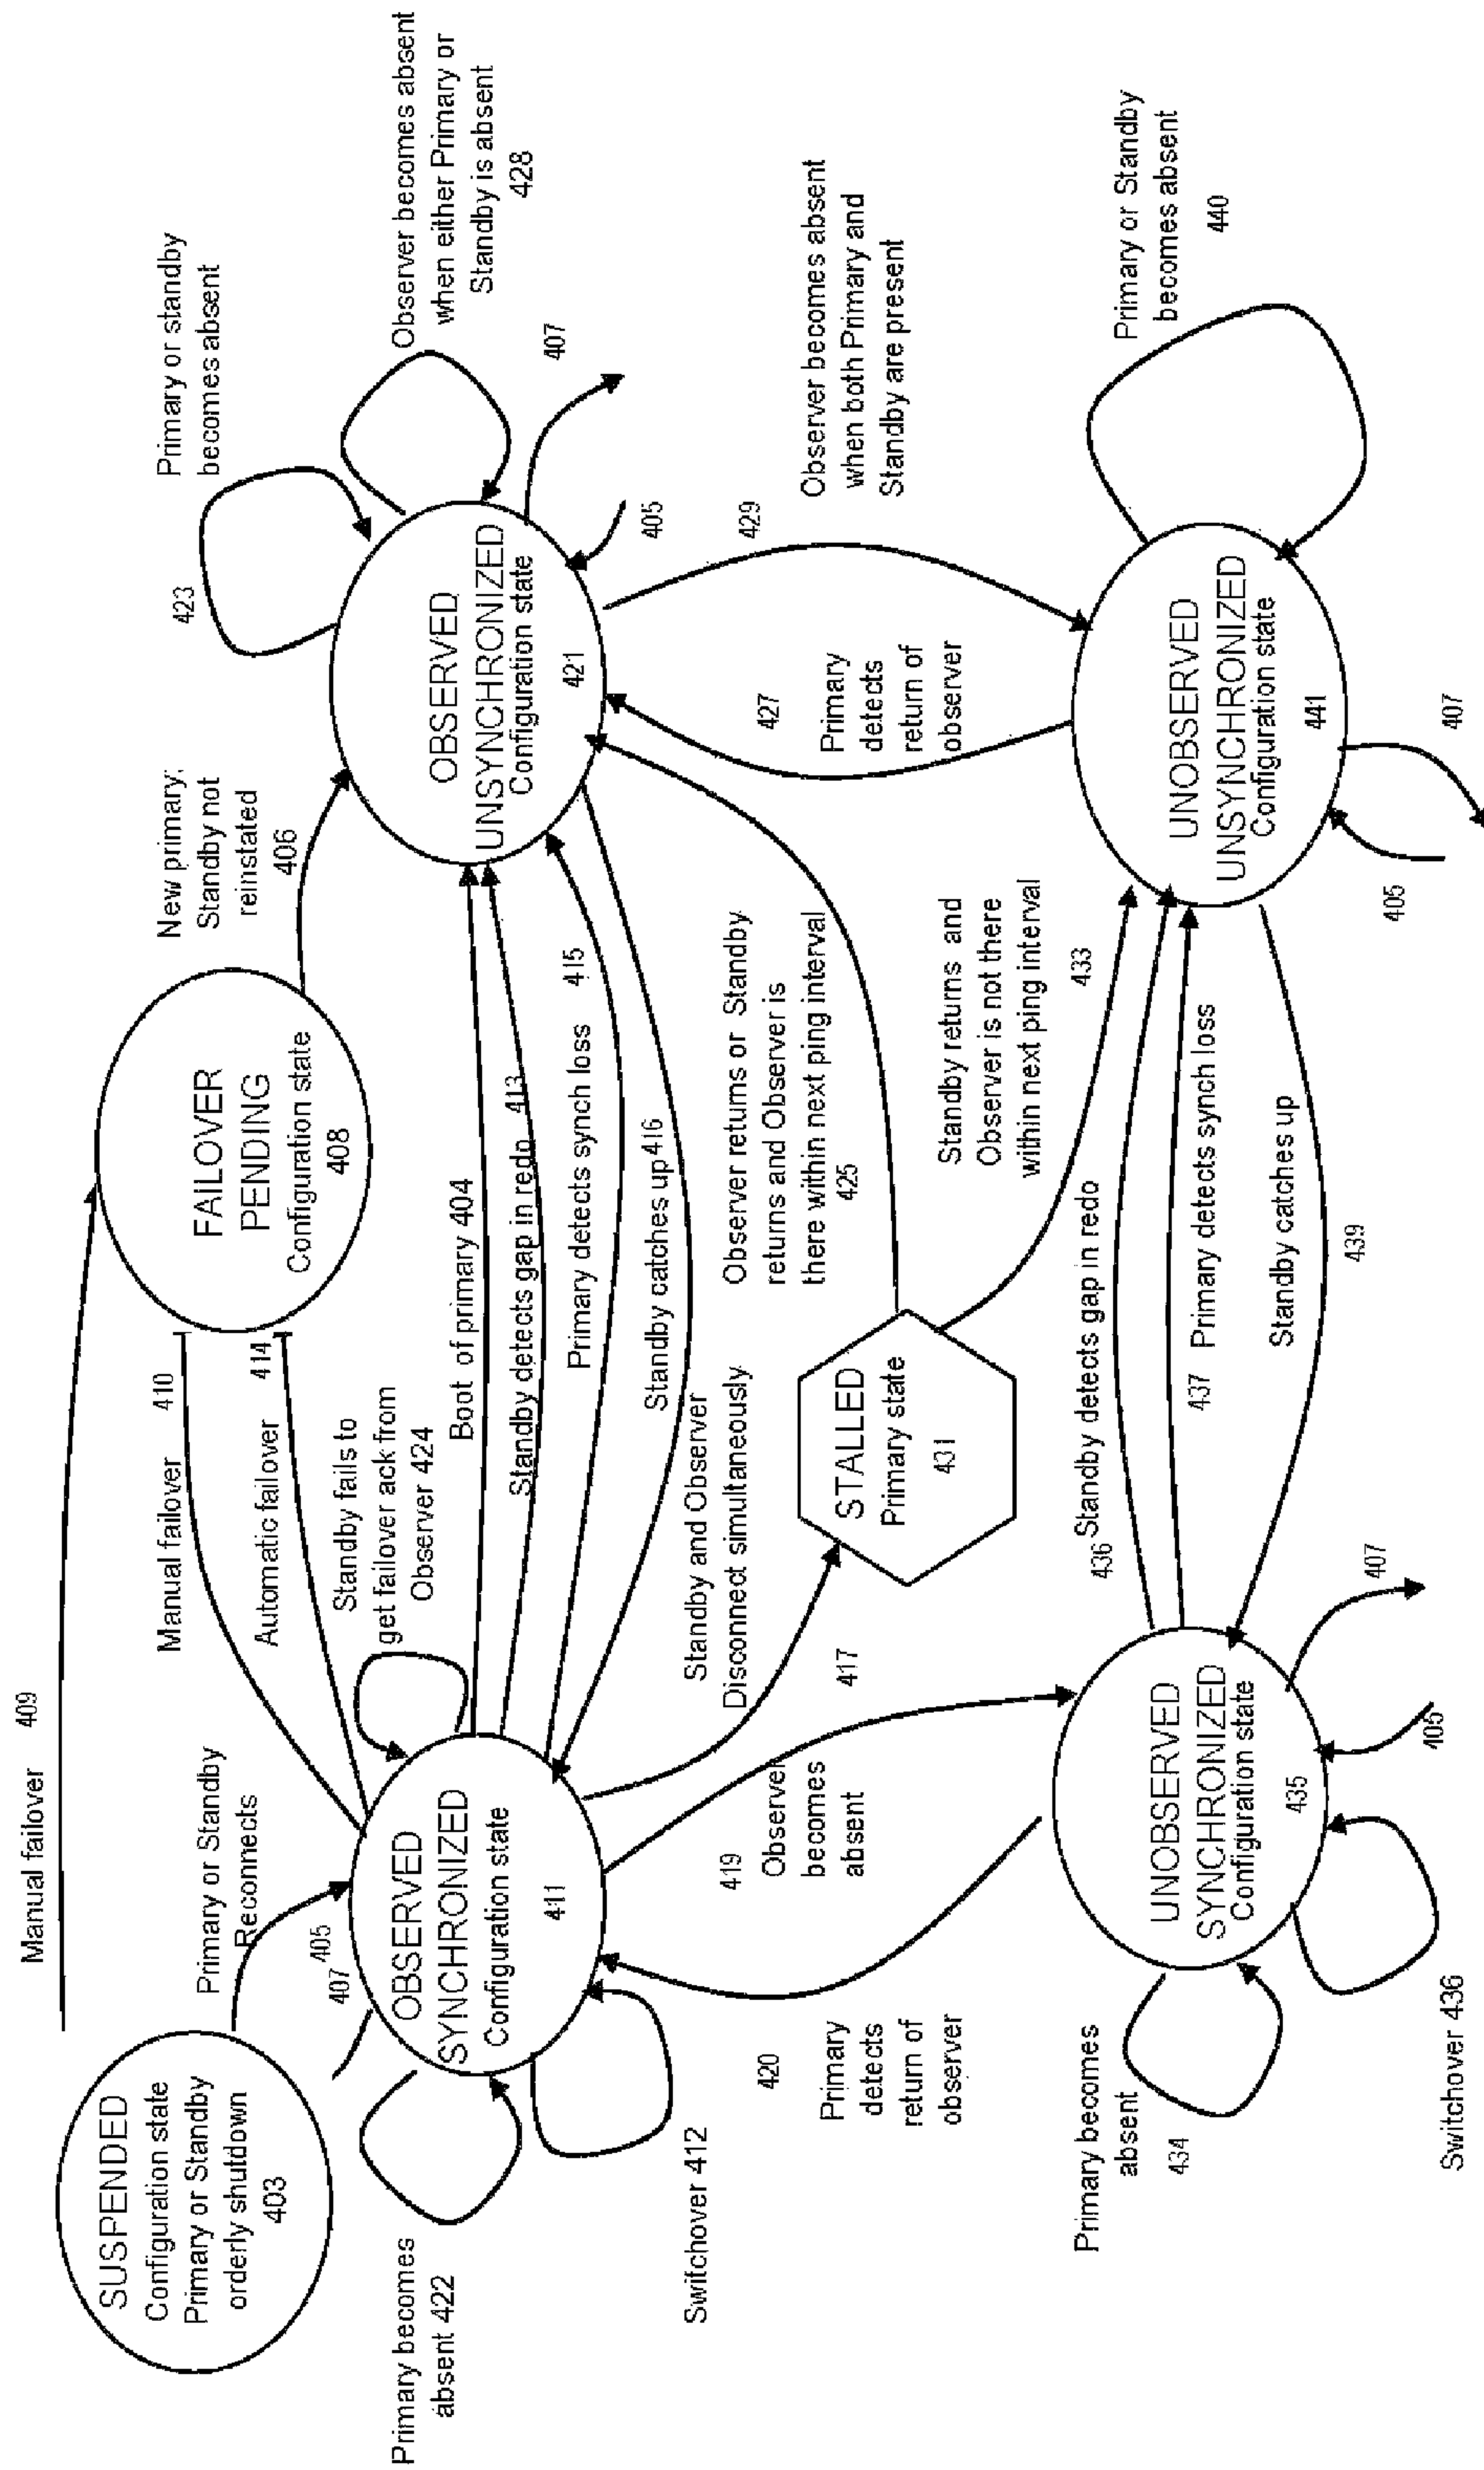 Manual failover 409
SUSPENDED
Configuration state
Primary or Standby
orderly shutdown
403
Primary or Standby
Reconnects
405
407
Manual failover
410
Automatic failover
414
FAILOVER
PENDING
Configuration state
408
New primary:
Standby not
reinstated
406
Primary or standby
becomes absent
423
Observer becomes absent
when either Primary or
Standby is absent
428
407
405
OBSERVED
UNSYNCHRONIZED
Configuration state
421
Standby fails to
get failover ack from
Observer 424
Boot of primary 404
Standby detects gap in redo 413
Primary detects synch loss
415
Standby catches up 416
OBSERVED
SYNCHRONIZED
Configuration state
411
Primary becomes
absent 422
Switchover 412
Standby and Observer
Disconnect simultaneously
417
419
Observer
becomes
absent
420
Primary
detects
return of
observer
STALLED
Primary state
431
Observer returns or Standby
returns and Observer is
there within next ping interval
425
Standby returns and
Observer is not there
within next ping interval
433
427
Primary
detects
return of
observer
429
Observer becomes absent
when both Primary and
Standby are present
Primary or Standby
becomes absent
440
UNOBSERVED
UNSYNCHRONIZED
Configuration state
441
405
407
436 Standby detects gap in redo
437 Primary detects synch loss
Standby catches up
439
UNOBSERVED
SYNCHRONIZED
Configuration state
435
407
405
Primary becomes
absent
434
Switchover 436